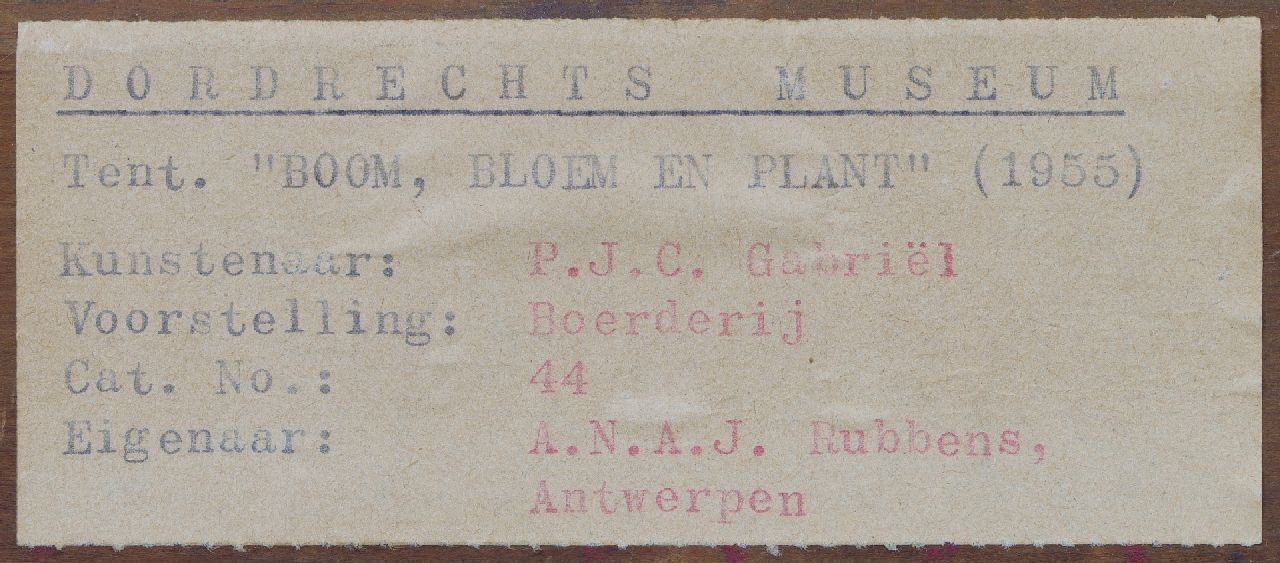 DORDRECHTS MUSEUM
Tent. "BOOM, BLOEM EN PLANT" (1955)
Kunstenaar: P.J.C. Gabriël
Voorstelling: Boerderij
Cat. No.: 44
Eigenaar: A.N.A.J. Rubbens,
Antwerpen